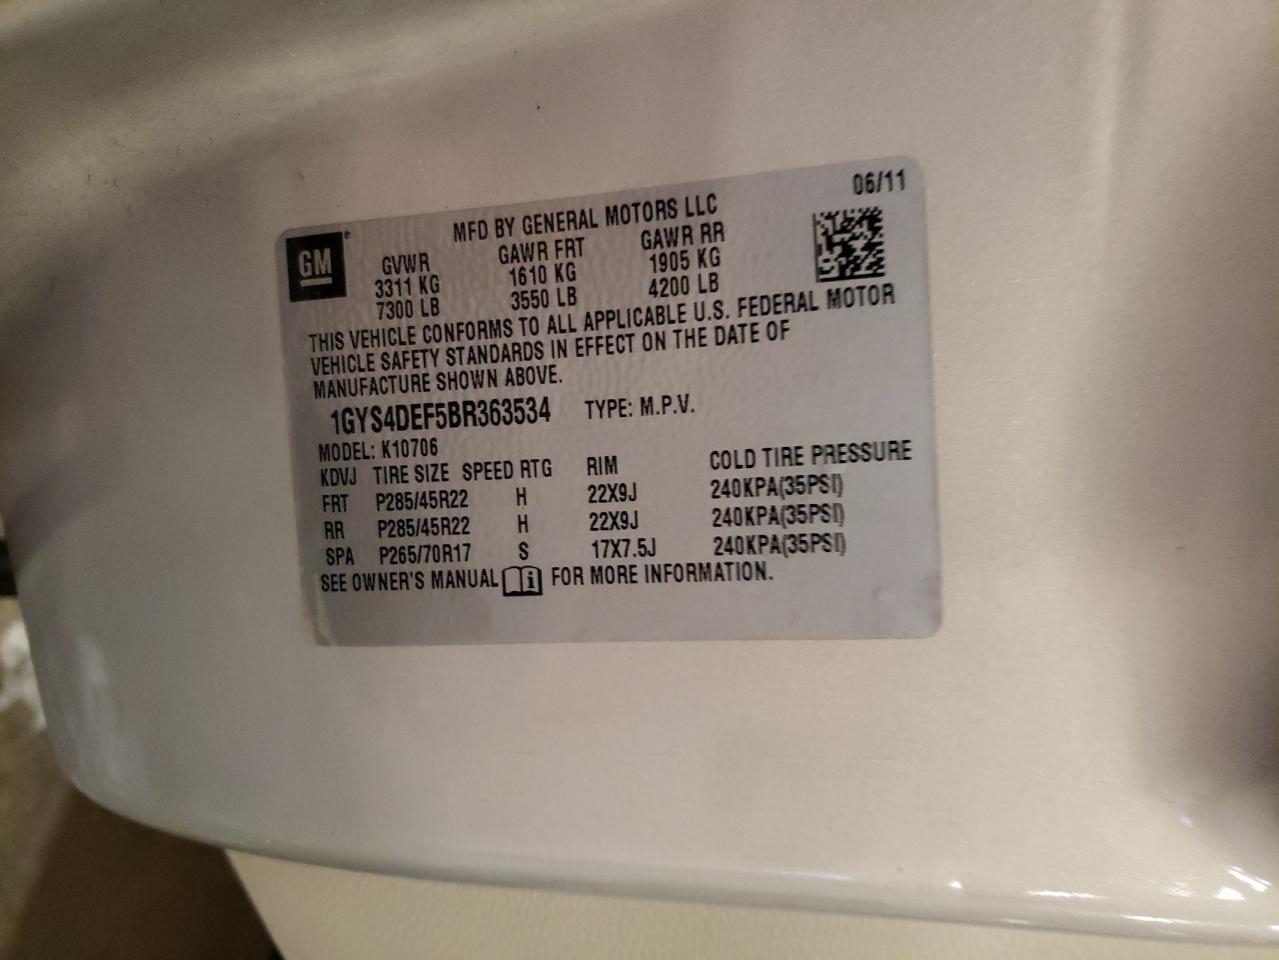 06/11
MFD BY GENERAL MOTORS LLC
GM
GVWR GAWR FRT GAWR RR
3311 KG 1610 KG 1905 KG
7300 LB 3550 LB 4200 LB
THIS VEHICLE CONFORMS TO ALL APPLICABLE U.S. FEDERAL MOTOR
VEHICLE SAFETY STANDARDS IN EFFECT ON THE DATE OF
MANUFACTURE SHOWN ABOVE.
1GYS4DEF5BR363534 TYPE: M.P.V.
MODEL: K10706
KDVJ TIRE SIZE SPEED RTG RIM COLD TIRE PRESSURE
FRT P285/45R22 H 22X9J 240KPA(35PSI)
RR P285/45R22 H 22X9J 240KPA(35PSI)
SPA P265/70R17 S 17X7.5J 240KPA(35PSI)
SEE OWNER'S MANUAL i FOR MORE INFORMATION.